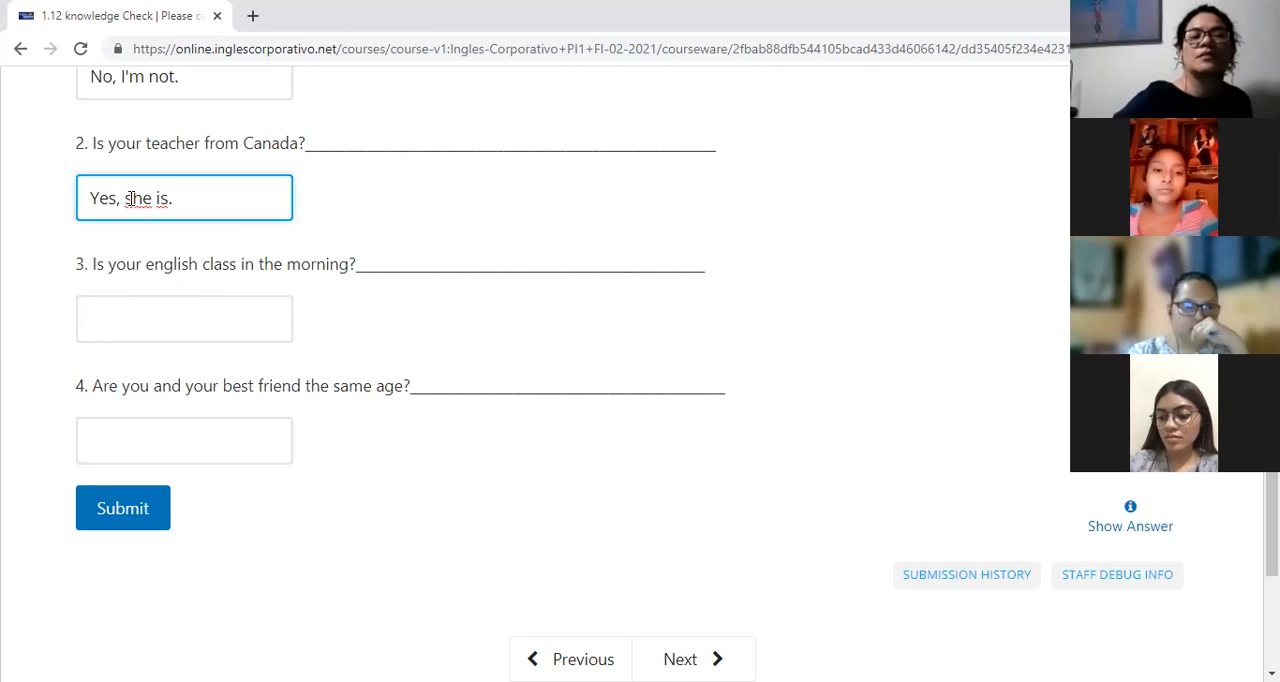 1.12 knowledge Check | Please ca
https://online.inglescorporativo.net/courses/course-v1:Ingles-Corporativo+PI1+FI-02-2021/courseware/2fbab88dfb544105bcad433d46066142/dd35405f234e4231
No, I'm not.
2. Is your teacher from Canada?
Yes, she is.
3. Is your english class in the morning?
4. Are you and your best friend the same age?
Submit
Show Answer
SUBMISSION HISTORY
STAFF DEBUG INFO
Previous
Next